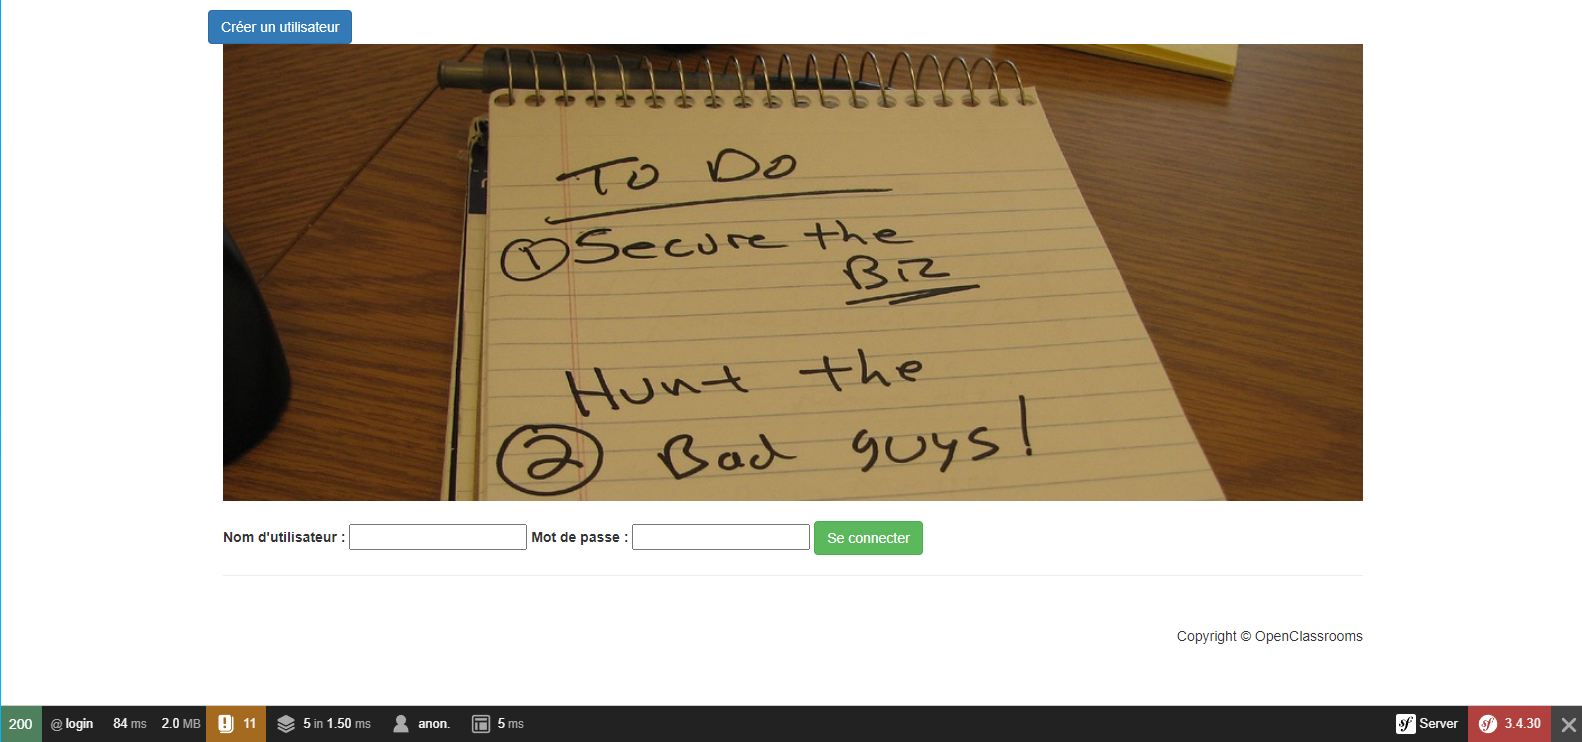 Créer un utilisateur
To Do
1 Secure the
Biz
Hunt the
2 Bad guys!
Nom d'utilisateur : Mot de passe : Se connecter
Copyright © OpenClassrooms
200 @ login 84 ms 2.0 MB 11 5 in 1.50 ms anon. 5 ms sf Server sf 3.4.30